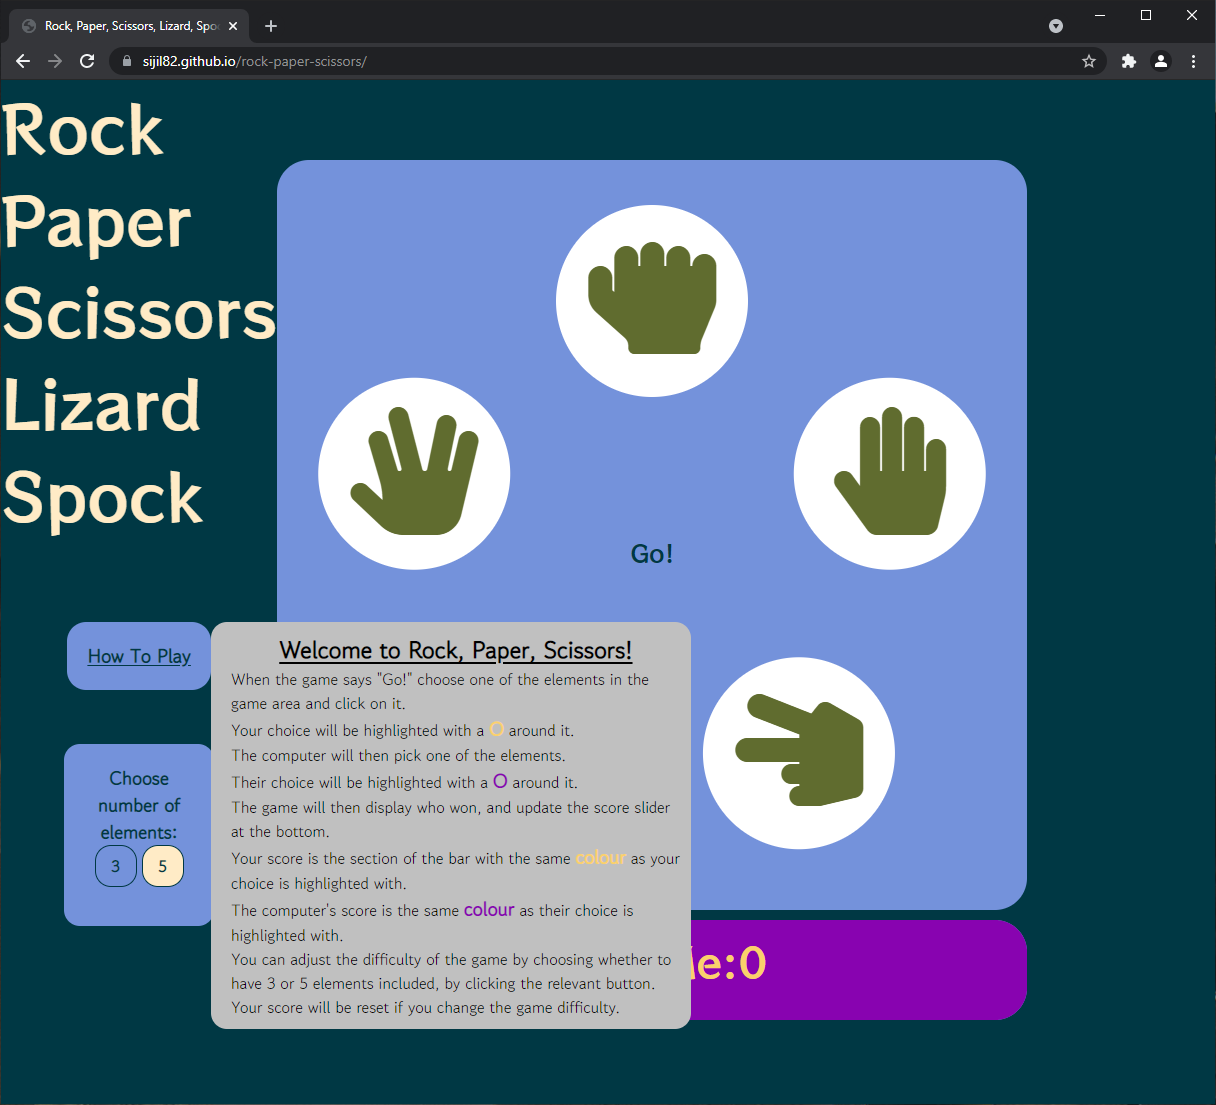 Rock, Paper, Scissors, Lizard, Spo
sijil82.github.io/rock-paper-scissors/
Rock
Paper
Scissors
Lizard
Spock
Go!
How To Play
Welcome to Rock, Paper, Scissors!
When the game says "Go!" choose one of the elements in the
game area and click on it.
Your choice will be highlighted with a O around it.
The computer will then pick one of the elements.
Their choice will be highlighted with a O around it.
The game will then display who won, and update the score slider
at the bottom.
Your score is the section of the bar with the same colour as your
choice is highlighted with.
The computer's score is the same colour as their choice is
highlighted with.
You can adjust the difficulty of the game by choosing whether to
have 3 or 5 elements included, by clicking the relevant button.
Your score will be reset if you change the game difficulty.
Choose
number of
elements:
3 5
:0